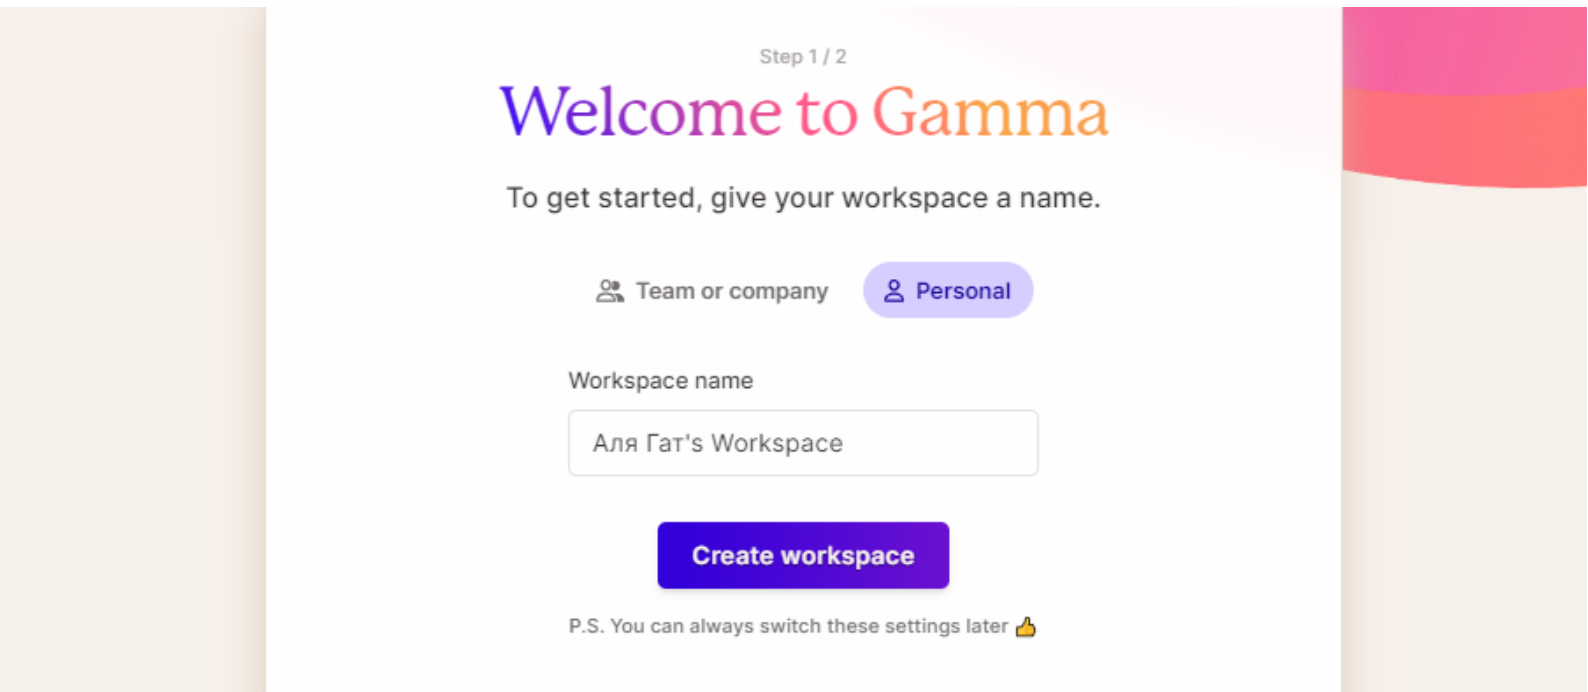 Step 1 / 2
Welcome to Gamma
To get started, give your workspace a name.
Team or company Personal
Workspace name
Аля Гат's Workspace
Create workspace
P.S. You can always switch these settings later 👍